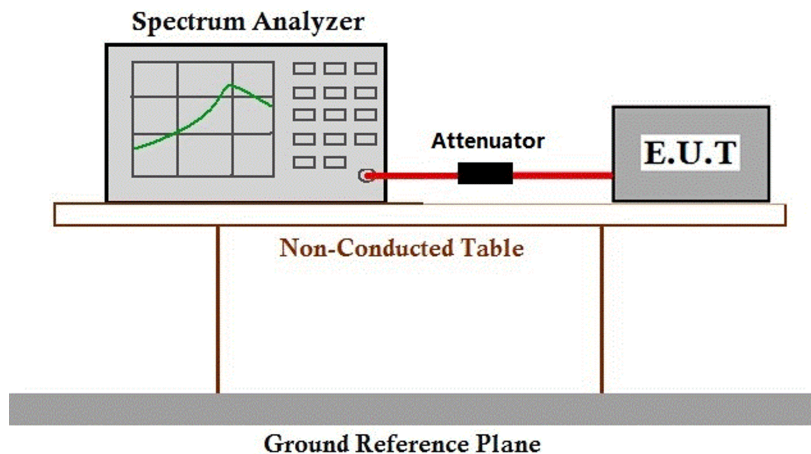 Spectrum Analyzer
Attenuator
E.U.T
Non-Conducted Table
Ground Reference Plane